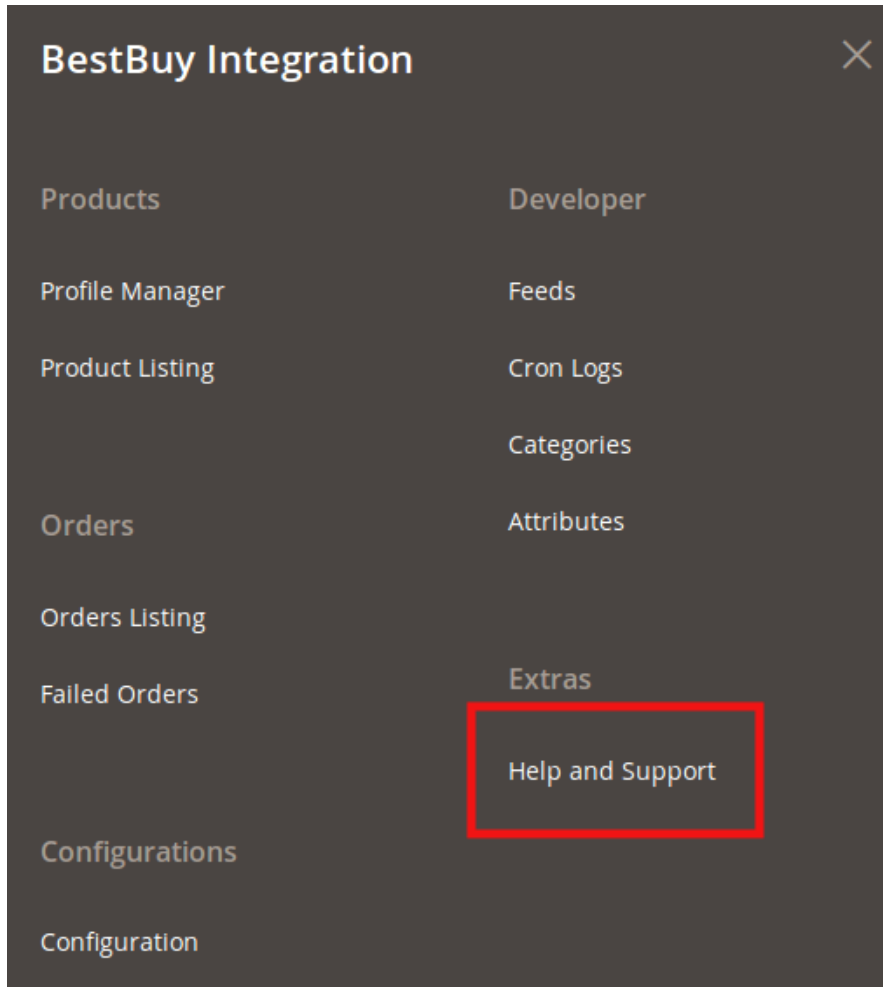 BestBuy Integration
Products
Profile Manager
Product Listing
Orders
Orders Listing
Failed Orders
Configurations
Configuration
Developer
Feeds
Cron Logs
Categories
Attributes
Extras
Help and Support